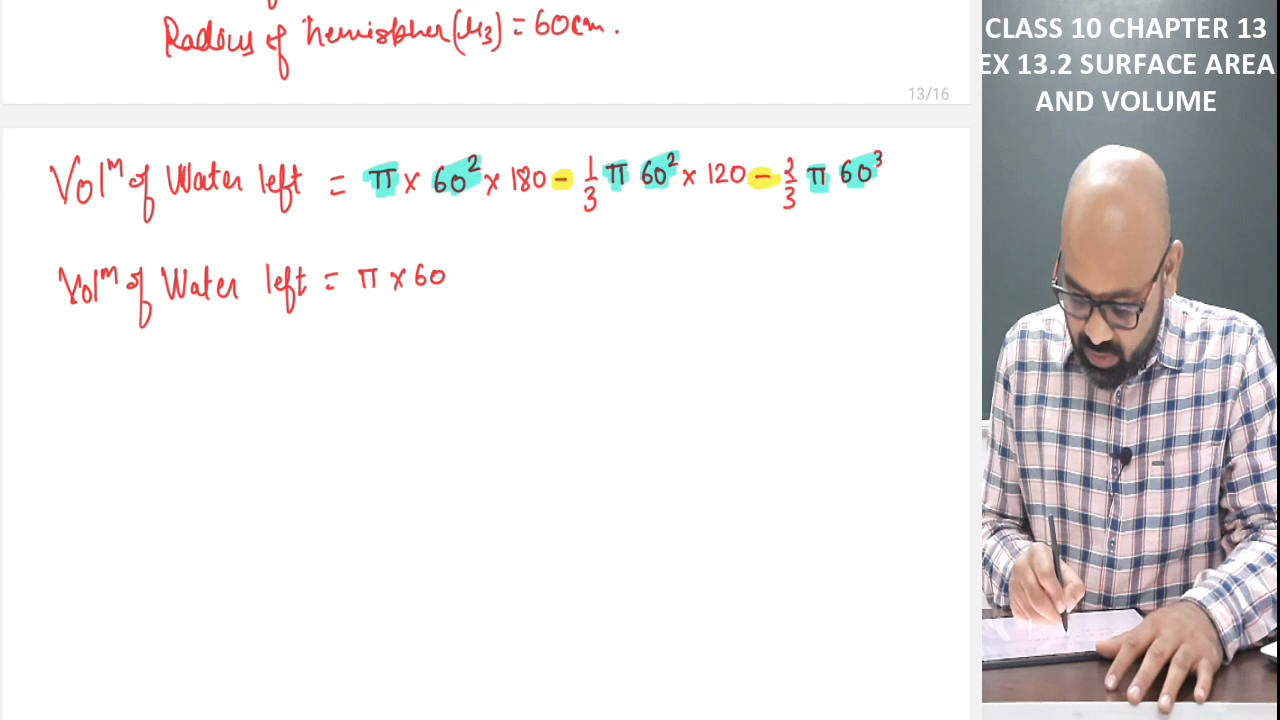 Radius of hemispher(r₃) = 60cm.
13/16
Volᵐ of Water left = π × 60² × 180 - 1/3 π 60² × 120 - 2/3 π 60³
Volᵐ of Water left = π × 60
CLASS 10 CHAPTER 13
EX 13.2 SURFACE AREA
AND VOLUME